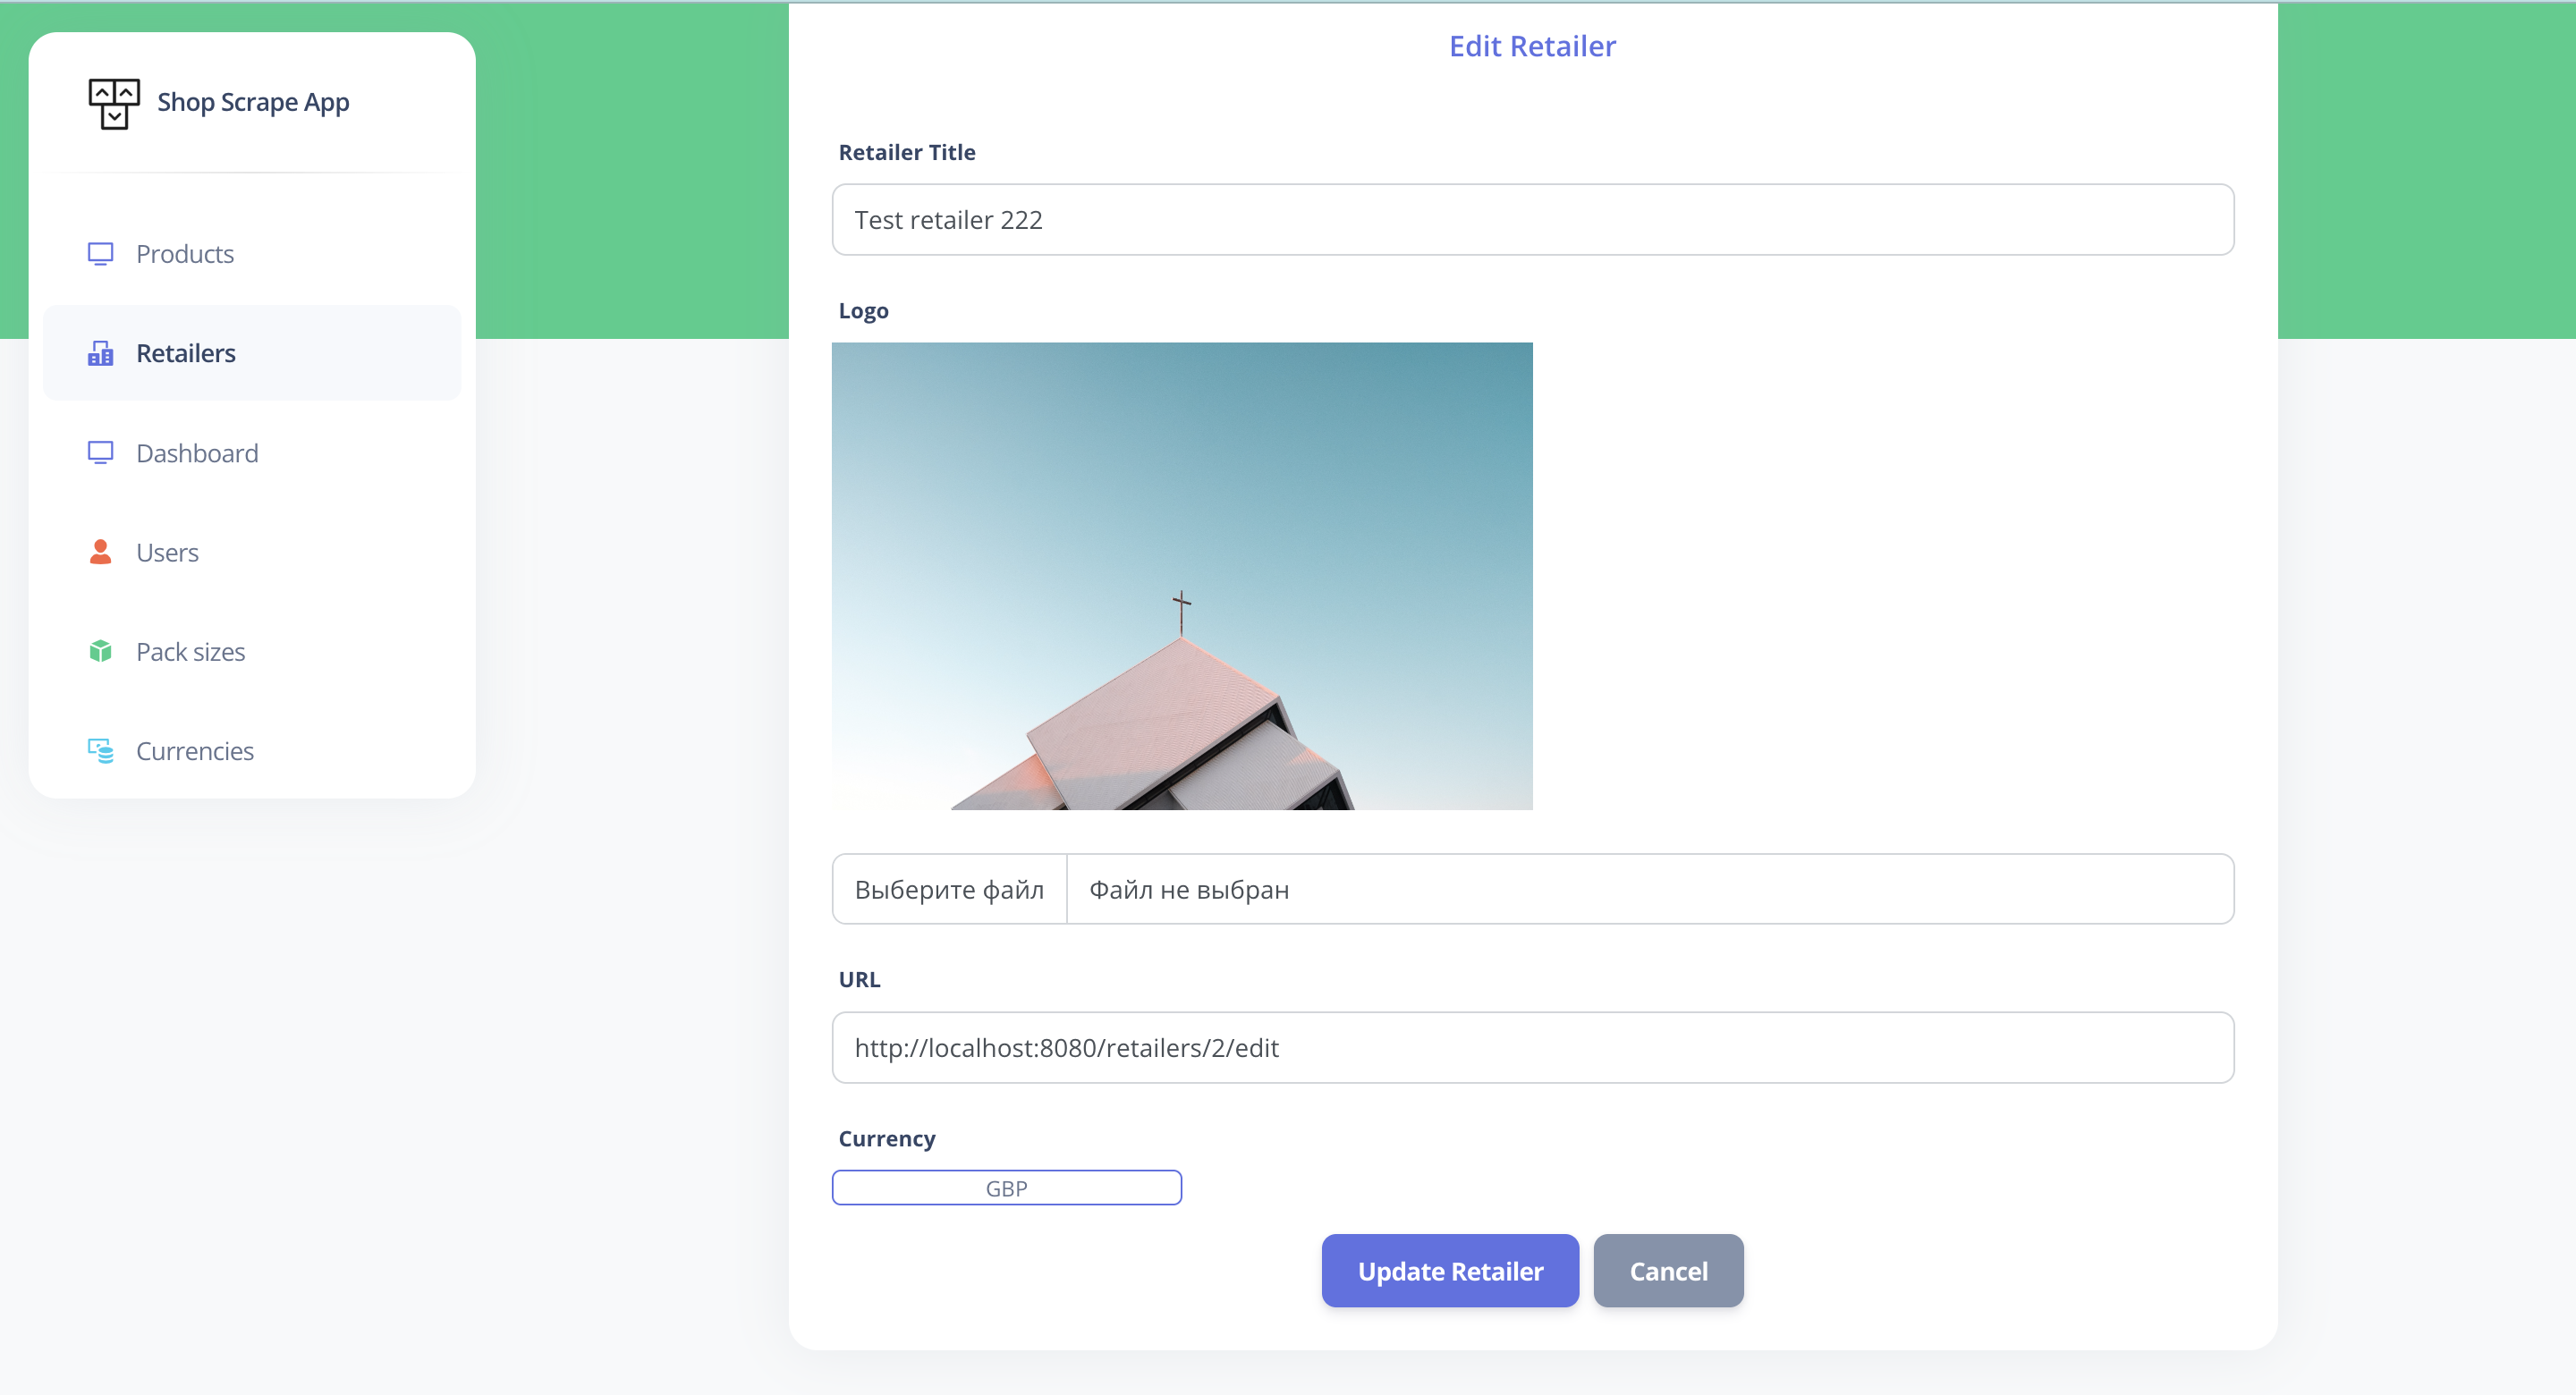 Shop Scrape App
Products
Retailers
Dashboard
Users
Pack sizes
Currencies
Edit Retailer
Retailer Title
Test retailer 222
Logo
Выберите файл Файл не выбран
URL
http://localhost:8080/retailers/2/edit
Currency
GBP
Update Retailer Cancel